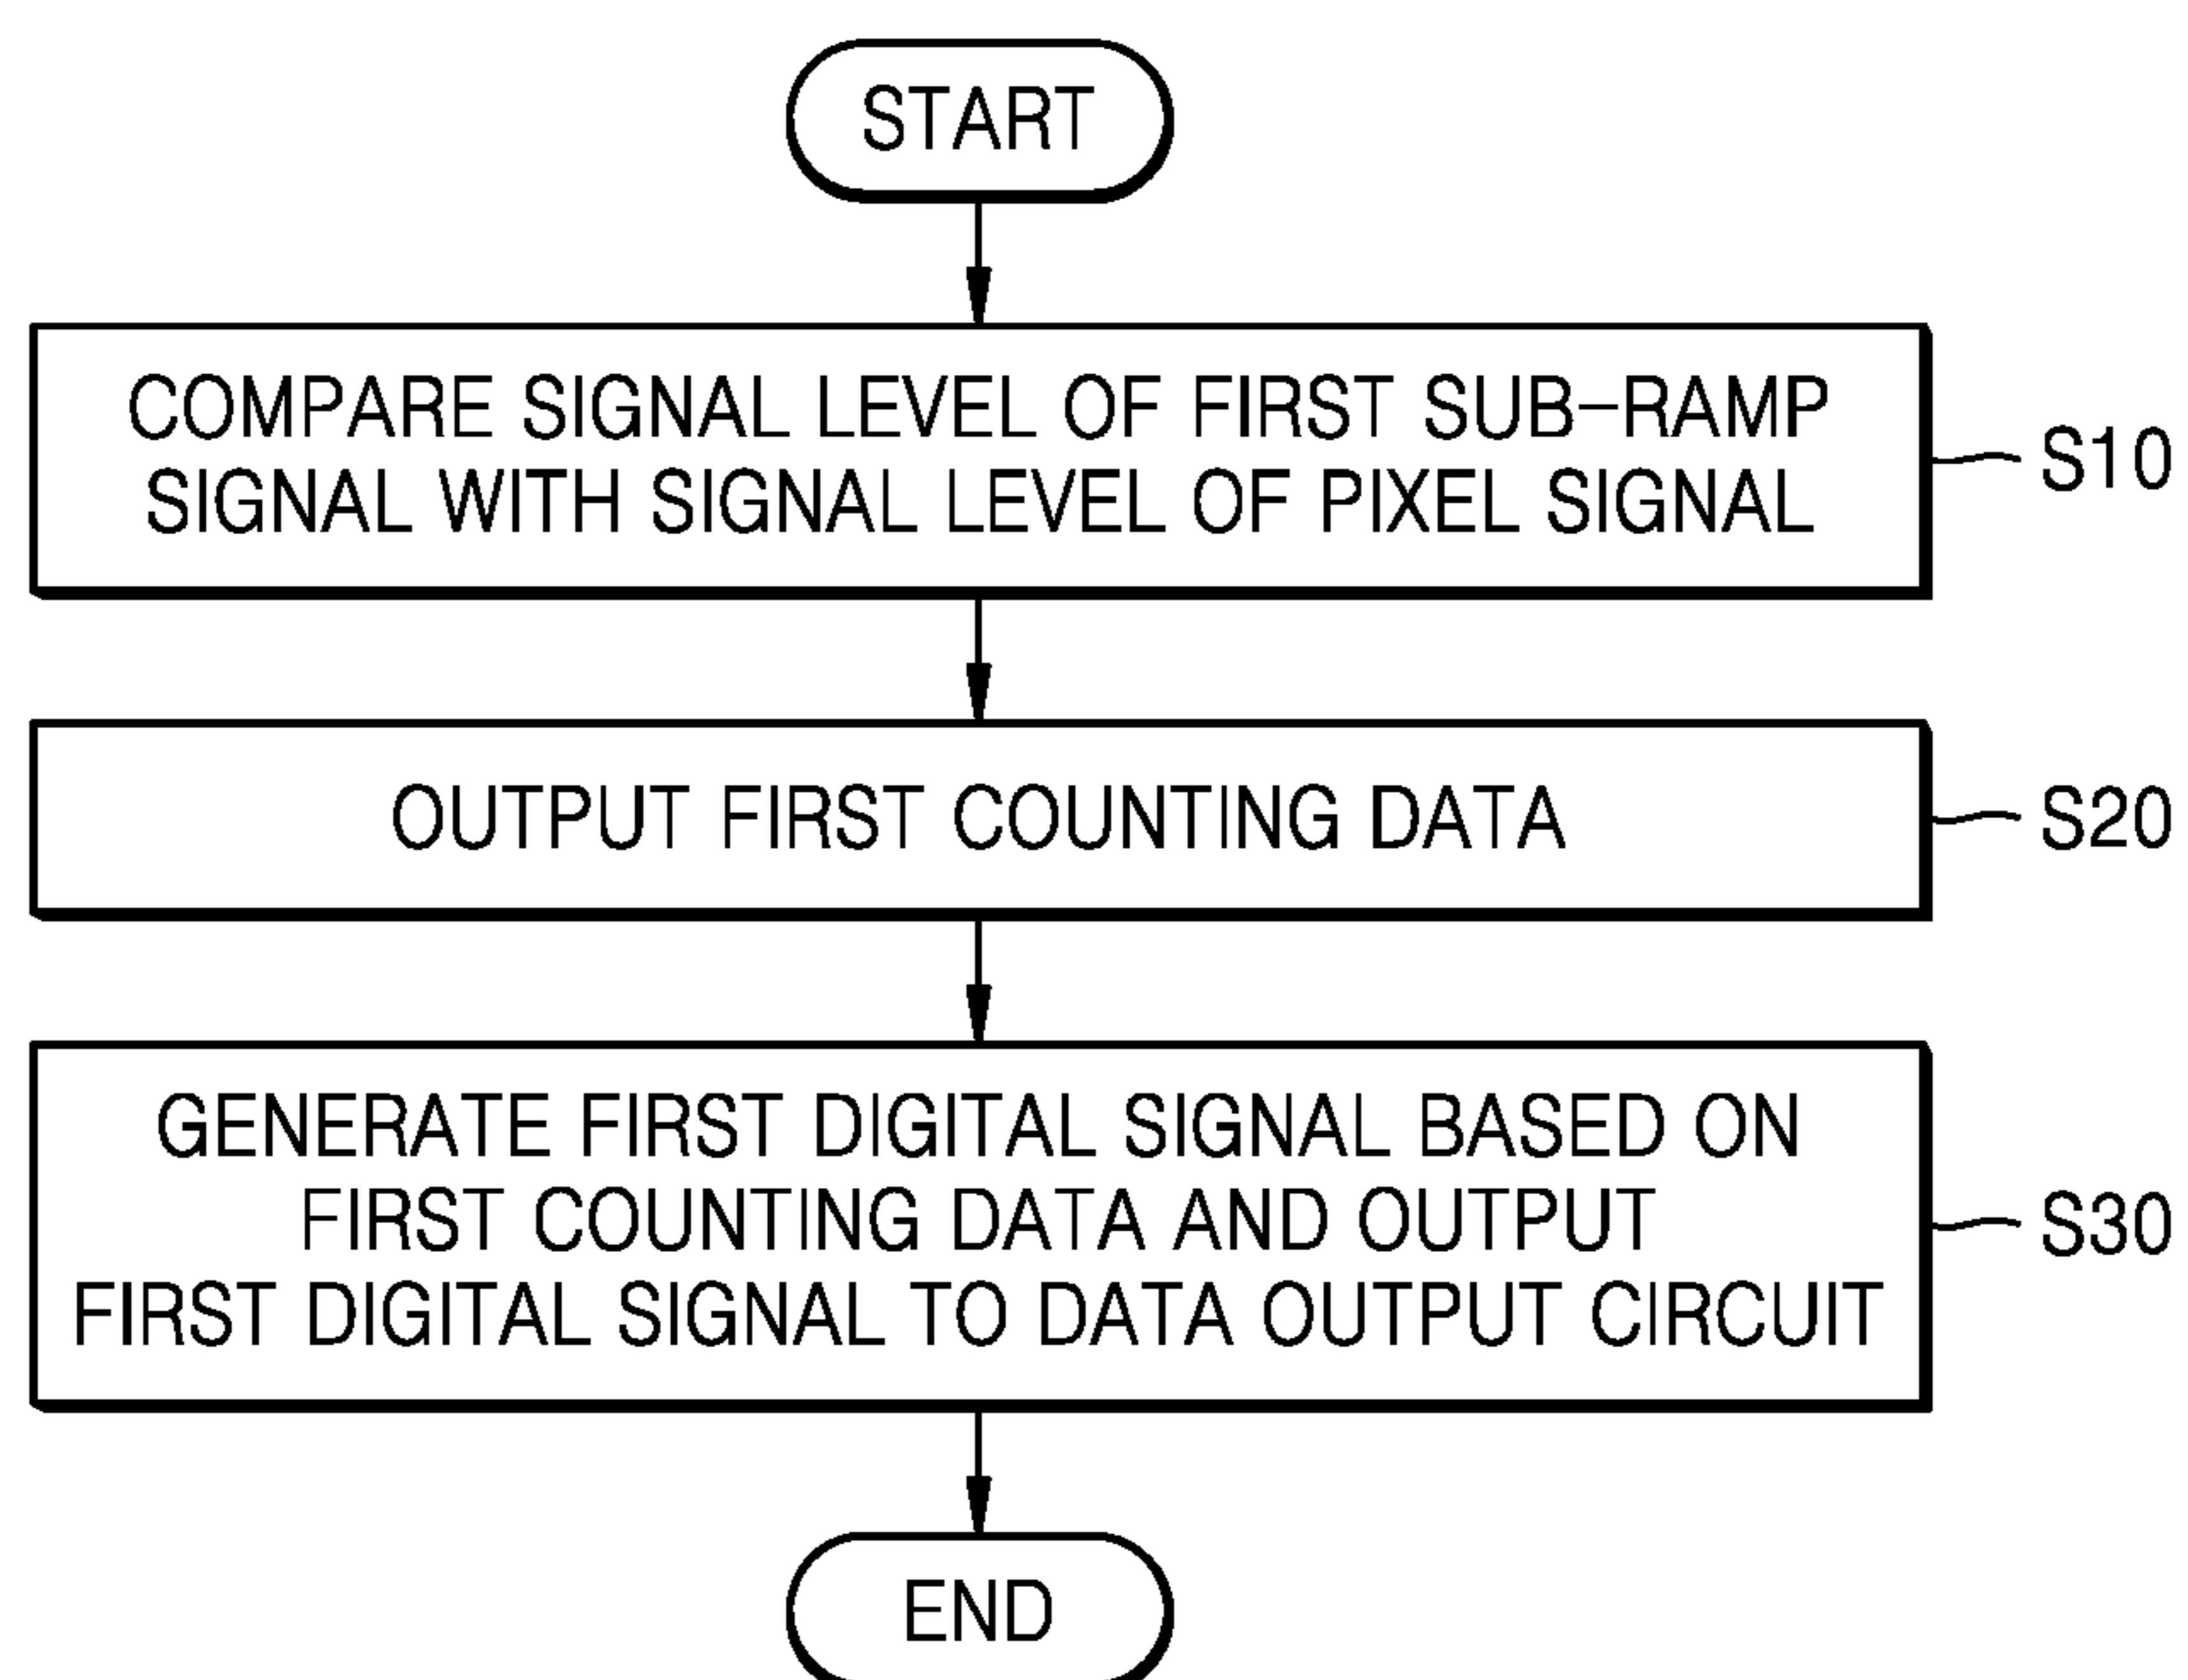 START
COMPARE SIGNAL LEVEL OF FIRST SUB-RAMP
SIGNAL WITH SIGNAL LEVEL OF PIXEL SIGNAL
S10
OUTPUT FIRST COUNTING DATA
S20
GENERATE FIRST DIGITAL SIGNAL BASED ON
FIRST COUNTING DATA AND OUTPUT
FIRST DIGITAL SIGNAL TO DATA OUTPUT CIRCUIT
S30
END